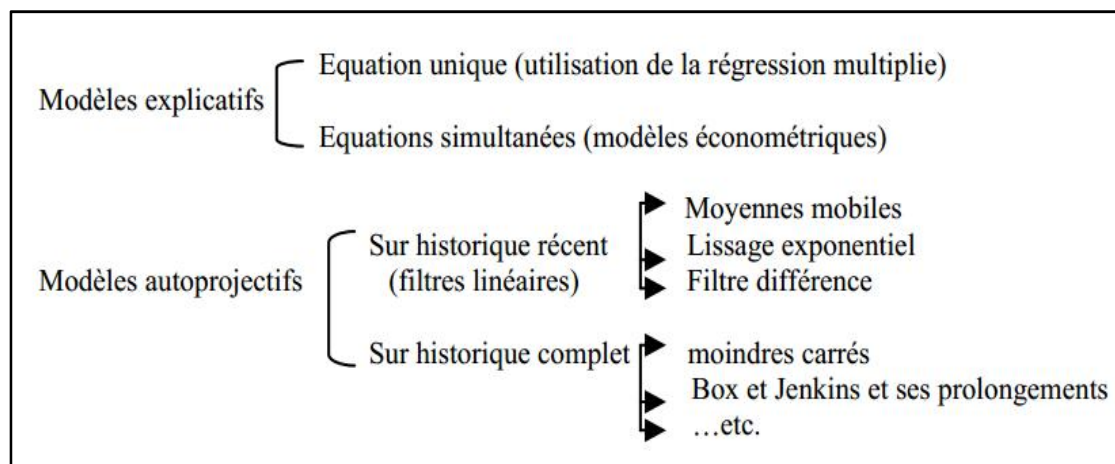 Modèles explicatifs
Equation unique (utilisation de la régression multiplie)
Equations simultanées (modèles économétriques)
Modèles autoprojectifs
Sur historique récent
(filtres linéaires)
Moyennes mobiles
Lissage exponentiel
Filtre différence
Sur historique complet
moindres carrés
Box et Jenkins et ses prolongements
…etc.